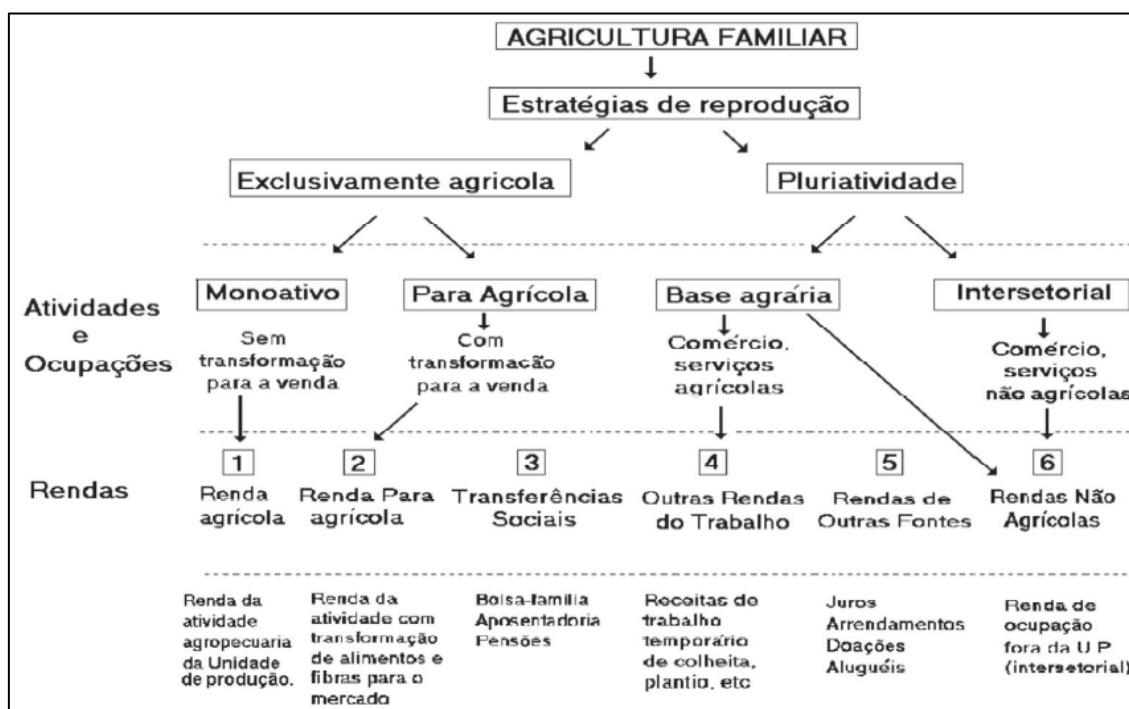 AGRICULTURA FAMILIAR
Estratégias de reprodução
Exclusivamente agricola
Pluriatividade
Atividades
e
Ocupações
Monoativo
Sem
transformação
para a venda
Para Agrícola
Com
transformação
para a venda
Base agrária
Comércio,
serviços
agrícolas
Intersetorial
Comércio,
serviços
não agrícolas
Rendas
1
Renda
agrícola
2
Renda Para
agrícola
3
Transferências
Sociais
4
Outras Rendas
do Trabalho
5
Rendas de
Outras Fontes
6
Rendas Não
Agrícolas
Renda da
atividade
agropecuaria
da Unidade
de produção.
Renda da
atividade com
transformação
de alimentos e
fibras para o
mercado
Bolsa-família
Aposentadoria
Pensões
Receitas de
trabalho
temporário
de colheita,
plantio, etc
Juros
Arrendamentos
Doações
Aluguéis
Renda de
ocupação
fora da U P
(intersetorial)